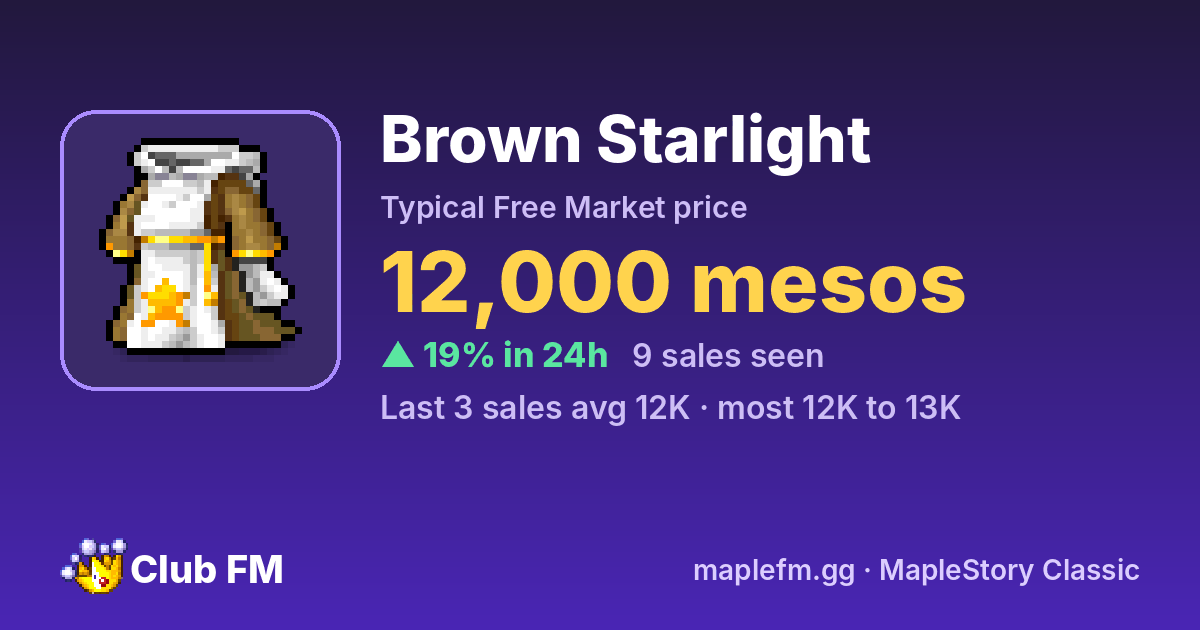 Brown Starlight
Typical Free Market price
12,000 mesos
▲ 19% in 24h 9 sales seen
Last 3 sales avg 12K · most 12K to 13K
Club FM
maplefm.gg · MapleStory Classic